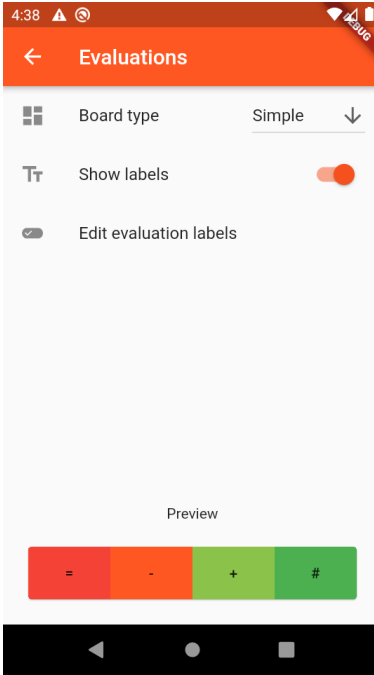 4:38
DEBUG
Evaluations
Board type Simple
Show labels
Edit evaluation labels
Preview
= - + #